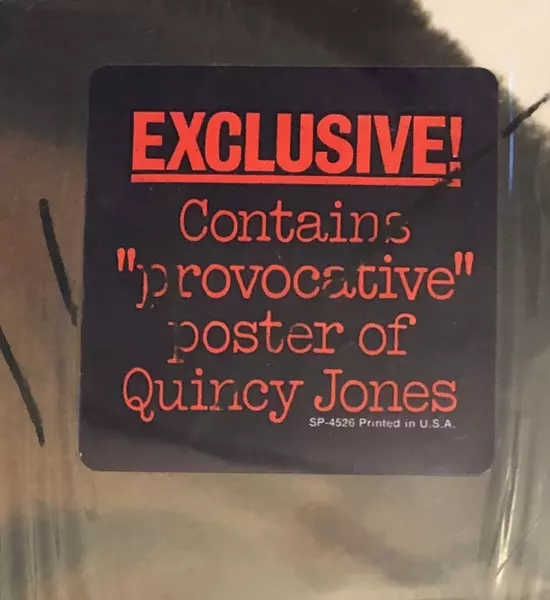 EXCLUSIVE!
Contains
"provocative"
poster of
Quincy Jones
SP-4526 Printed in U.S.A.